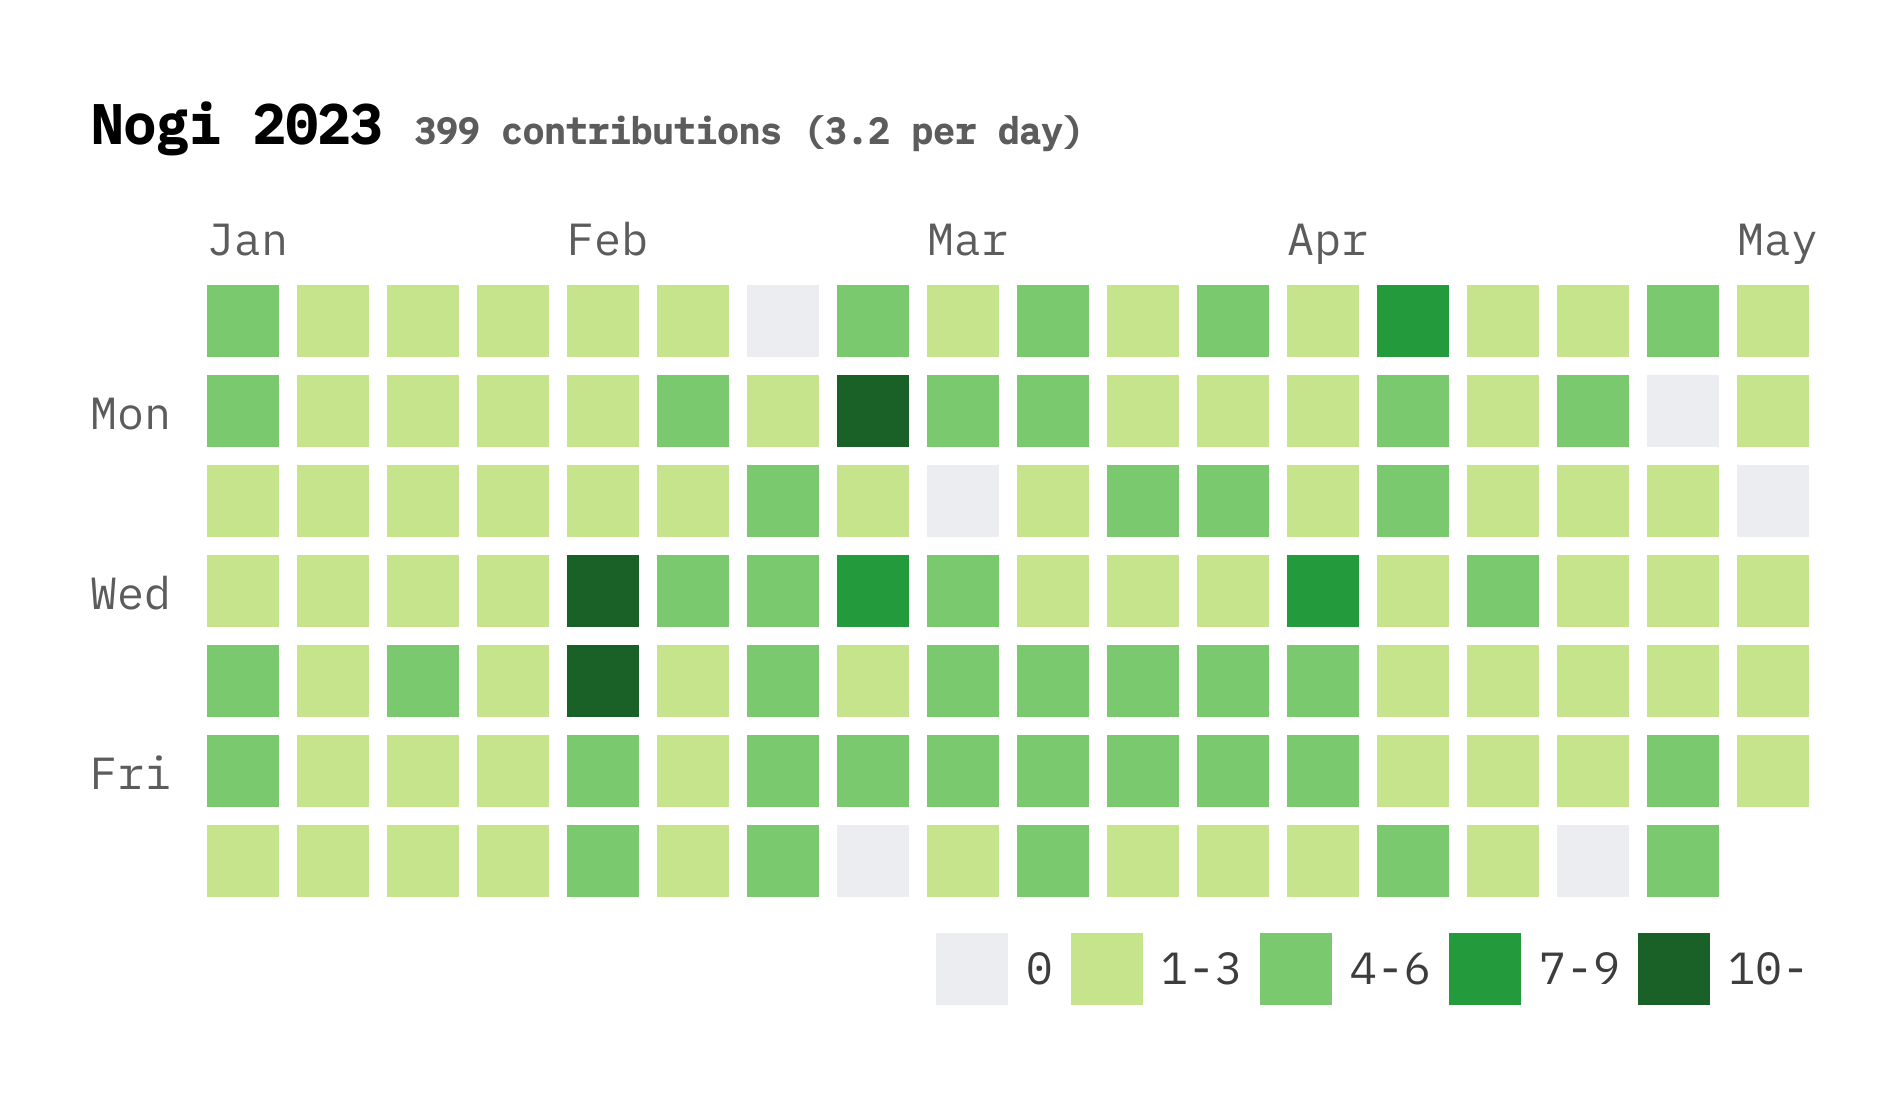 Nogi 2023 399 contributions (3.2 per day)
Jan Feb Mar Apr May
Mon
Wed
Fri
0 1-3 4-6 7-9 10-